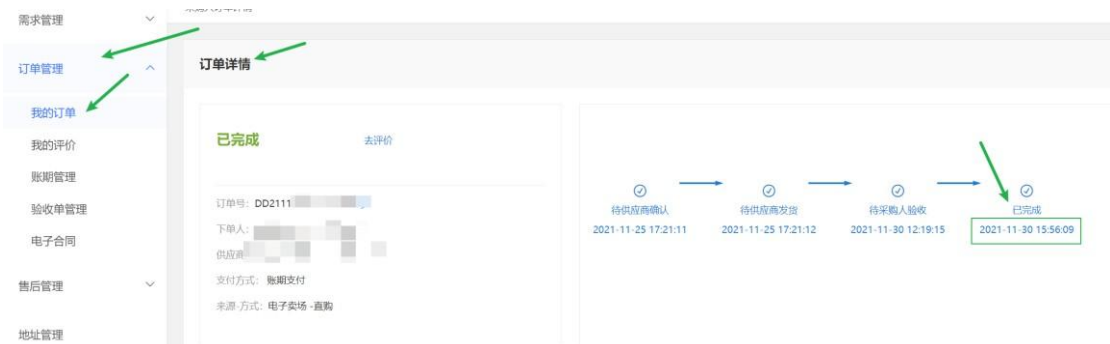 需求管理
订单管理
我的订单
我的评价
账期管理
验收单管理
电子合同
售后管理
地址管理
订单详情
已完成
去评价
订单号： DD2111
下单人：
供应商
支付方式： 账期支付
来源-方式： 电子卖场 -直购
待供应商确认
2021-11-25 17:21:11
待供应商发货
2021-11-25 17:21:12
待采购人验收
2021-11-30 12:19:15
已完成
2021-11-30 15:56:09